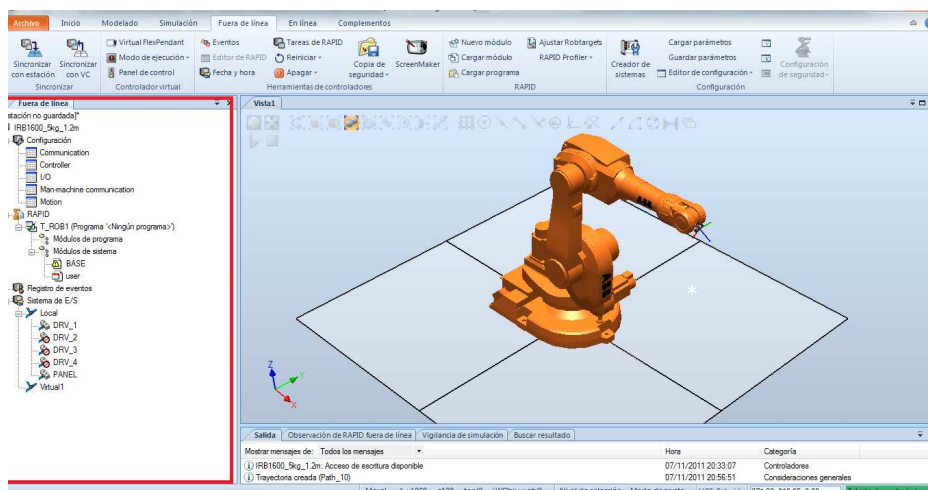 Archivo Inicio Modelado Simulación Fuera de línea En línea Complementos
Sincronizar con estación
Sincronizar con VC
Sincronizar
Virtual FlexPendant
Modo de ejecución
Panel de control
Controlador virtual
Eventos
Editor de RAPID
Fecha y hora
Tareas de RAPID
Reiniciar
Apagar
Copia de seguridad
ScreenMaker
Herramientas de controladores
Nuevo módulo
Cargar módulo
Cargar programa
Ajustar Robtargets
RAPID Profiler
RAPID
Creador de sistemas
Cargar parámetros
Guardar parámetros
Editor de configuración
Configuración de seguridad
Configuración
Fuera de línea
stación no guardada]*
IRB1600_5kg_1.2m
Configuración
Communication
Controller
I/O
Man-machine communication
Motion
RAPID
T_ROB1 (Programa '<Ningún programa>')
Módulos de programa
Módulos de sistema
BASE
user
Registro de eventos
Sistema de E/S
Local
DRV_1
DRV_2
DRV_3
DRV_4
PANEL
Virtual1
Vista1
ABB
Z
Y
X
Salida Observación de RAPID fuera de línea Vigilancia de simulación Buscar resultado
Mostrar mensajes de: Todos los mensajes Hora Categoría
IRB1600_5kg_1.2m: Acceso de escritura disponible 07/11/2011 20:33:07 Controladores
Trayectoria creada (Path_10) 07/11/2011 20:56:51 Consideraciones generales